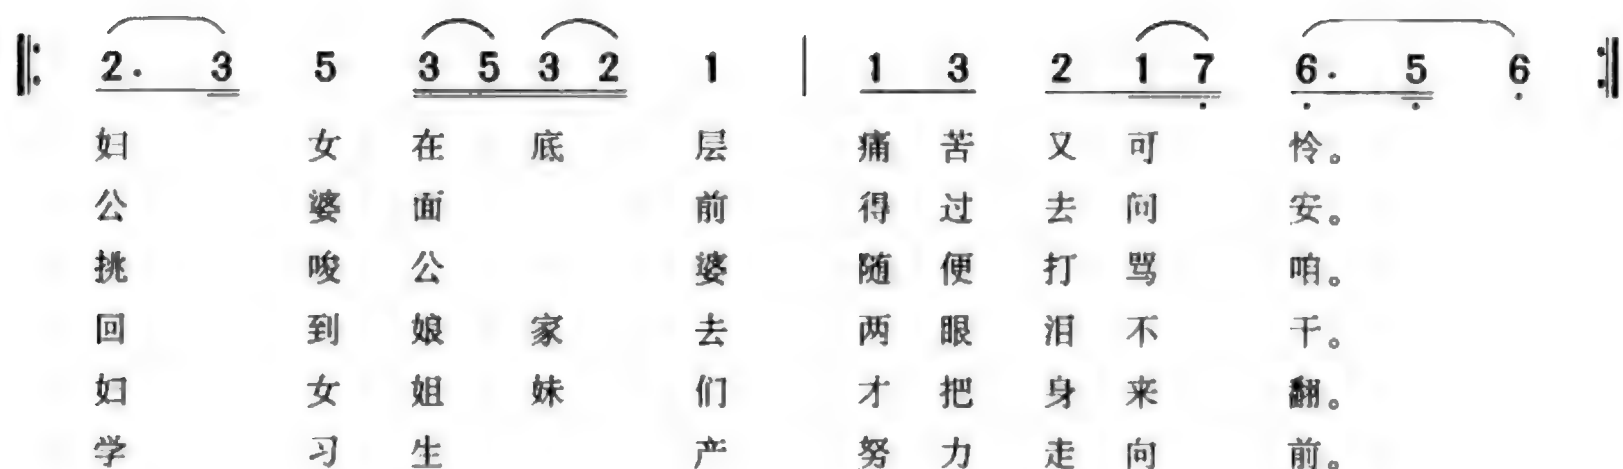 2. 3 5 3 5 3 2 1 | 1 3 2 1 7 6. 5 6
妇女在底层痛苦又可怜。
公婆面前得过去问安。
挑唆公婆随便打骂咱。
回到娘家去两眼泪不干。
妇女姐妹们才把身来翻。
学习生产努力走向前。